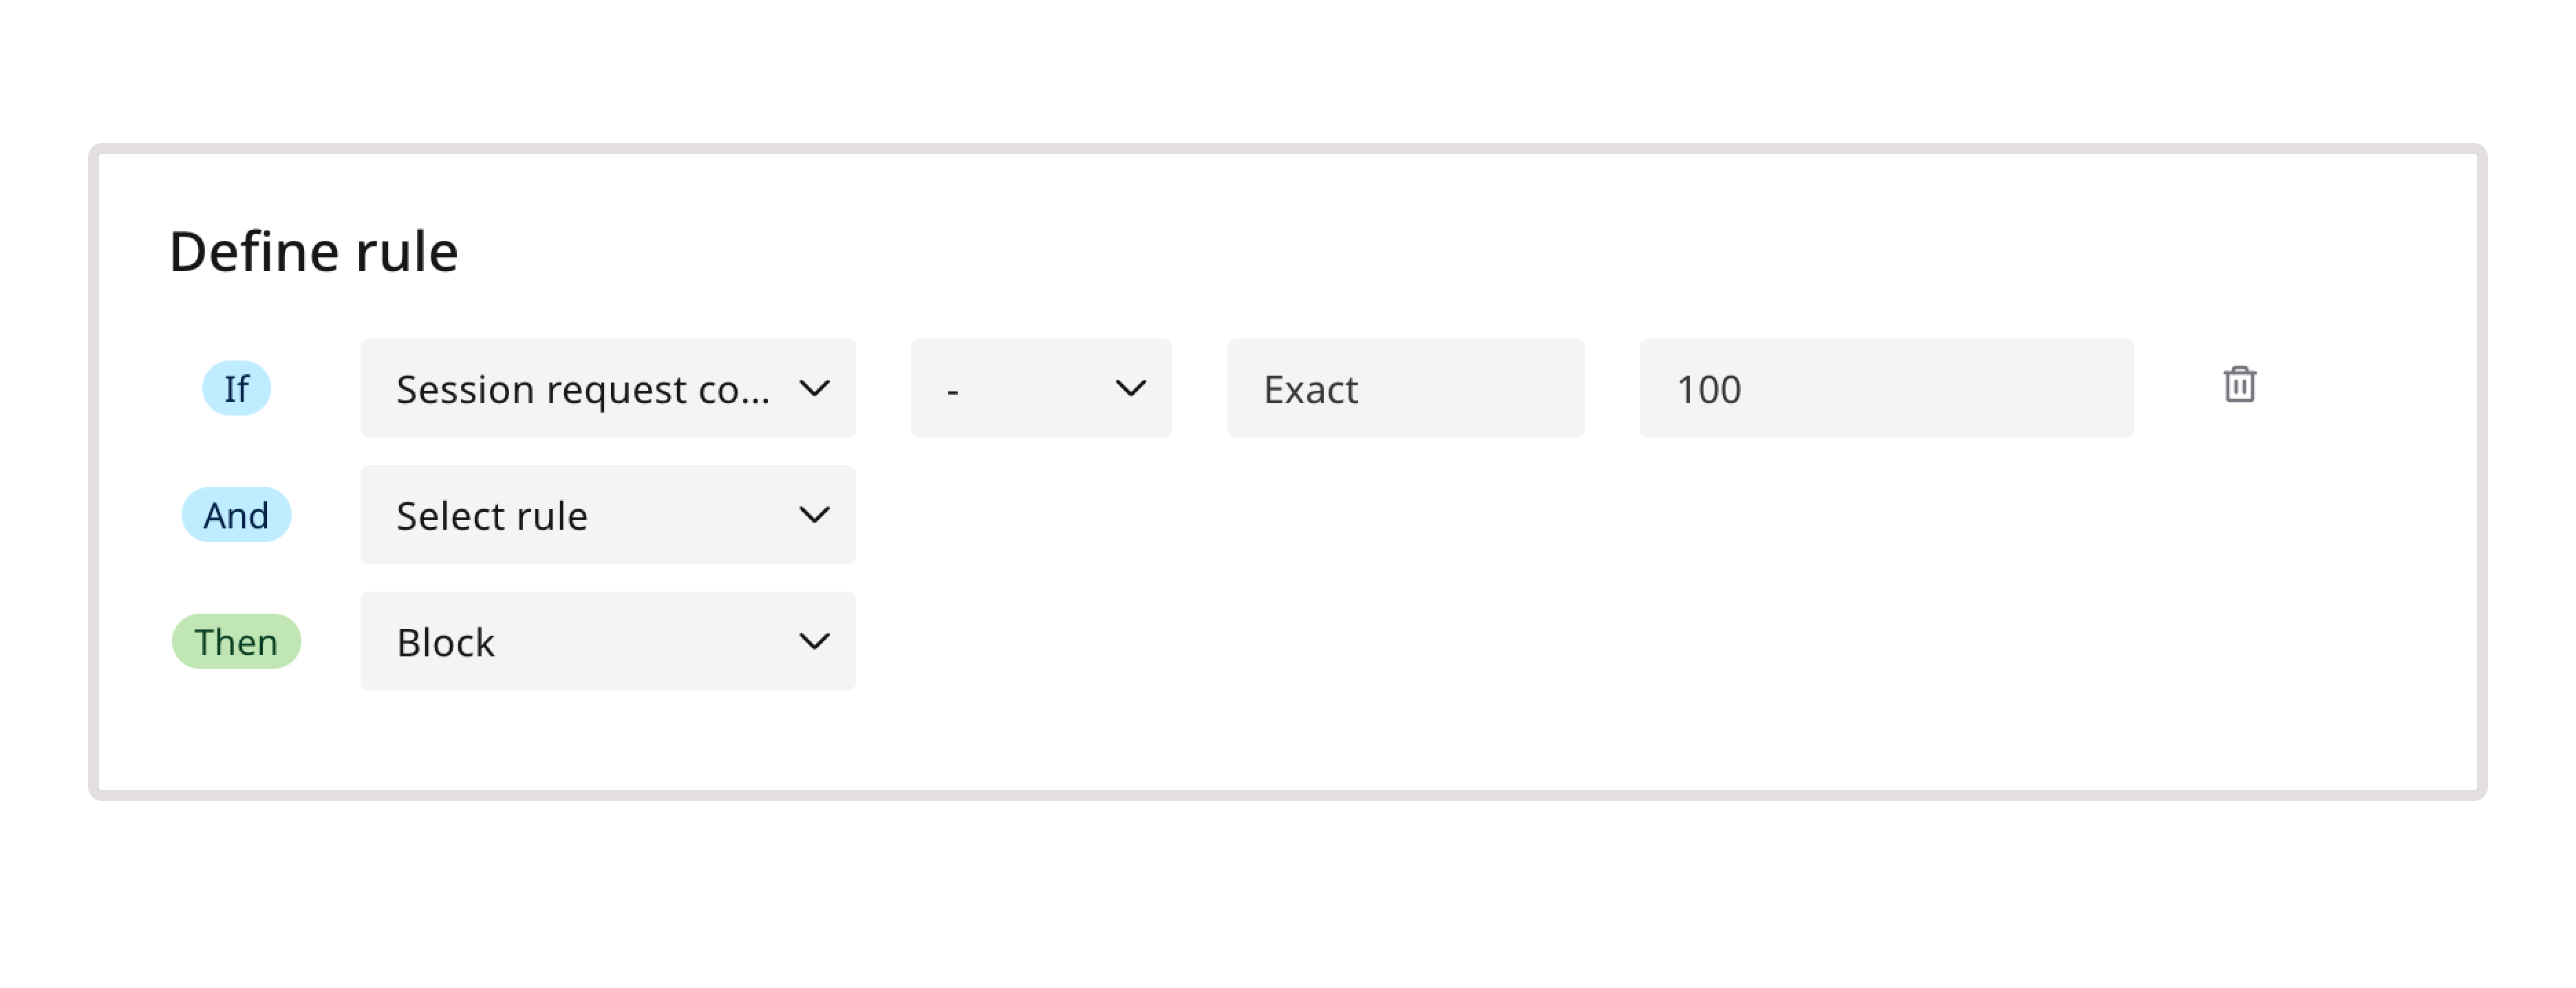 Define rule
If Session request co... - Exact 100
And Select rule
Then Block